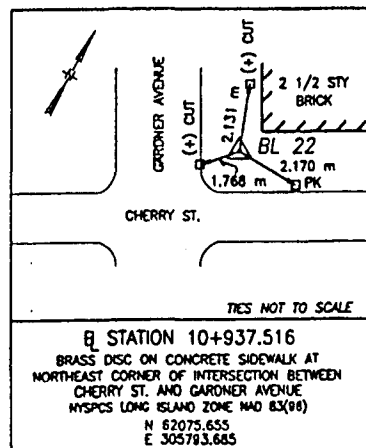 GARDNER AVENUE
(+) CUT
(+) CUT
2.131 m
2 1/2 STY
BRICK
BL 22
2.170 m
PK
1.768 m
CHERRY ST.
TIES NOT TO SCALE
BL STATION 10+937.516
BRASS DISC ON CONCRETE SIDEWALK AT
NORTHEAST CORNER OF INTERSECTION BETWEEN
CHERRY ST. AND GARDNER AVENUE
NYSPCS LONG ISLAND ZONE NAD 83(96)
N 62075.655
E 305793.685